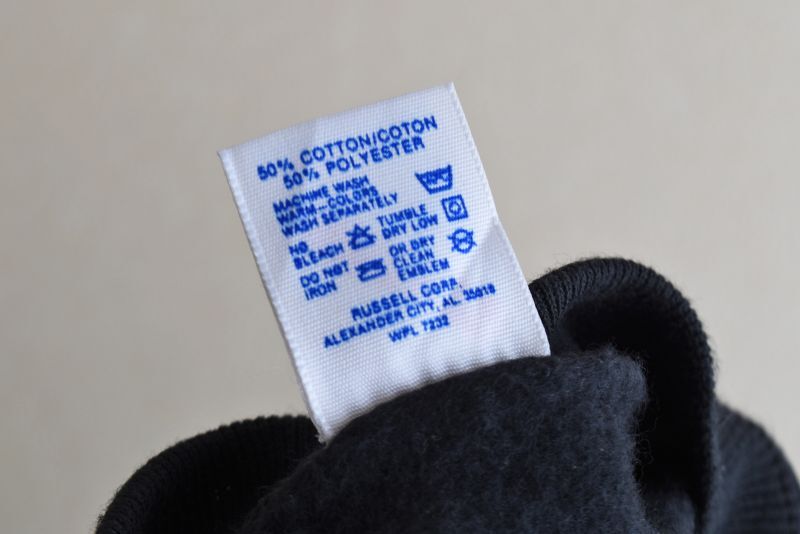 50% COTTON/COTON
50% POLYESTER
MACHINE WASH
WARM—COLORS
WASH SEPARATELY
NO
BLEACH
TUMBLE
DRY LOW
DO NOT
IRON
OR DRY
CLEAN
EMBLEM
RUSSELL CORP.
ALEXANDER CITY, AL. 35010
WPL 7232